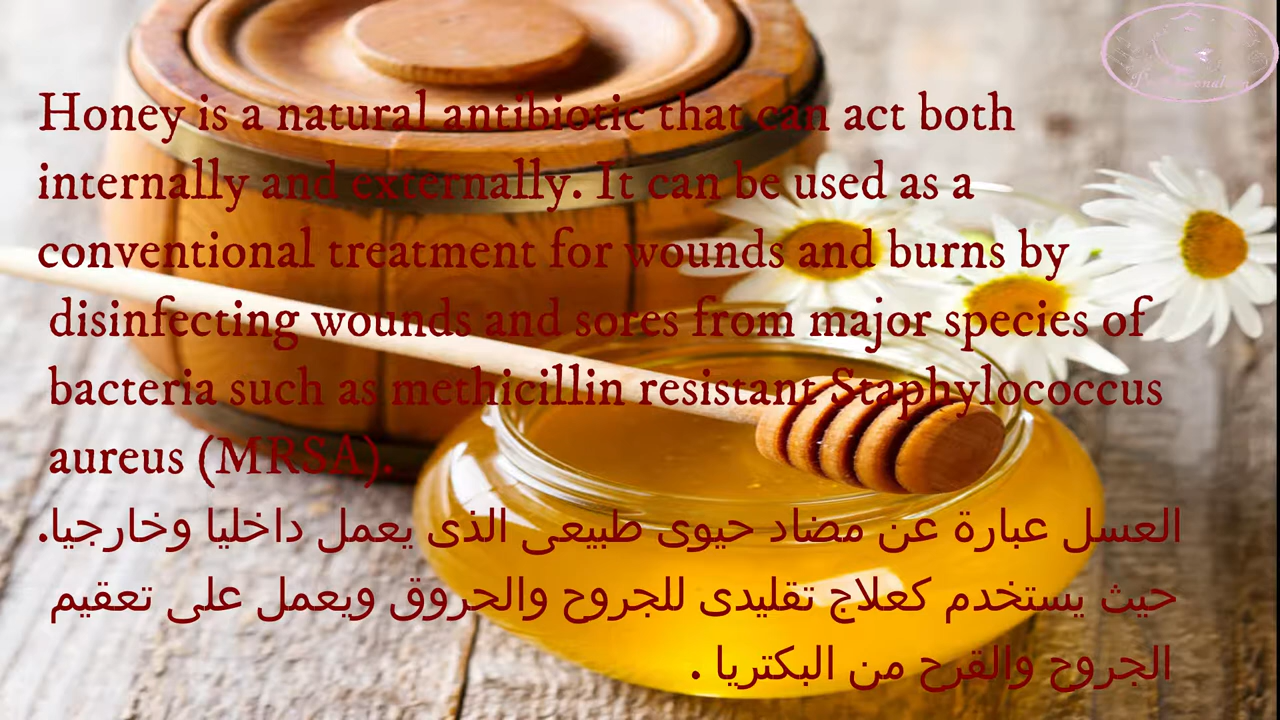 Honey is a natural antibiotic that can act both
internally and externally. It can be used as a
conventional treatment for wounds and burns by
disinfecting wounds and sores from major species of
bacteria such as methicillin resistant Staphylococcus
aureus (MRSA).
العسل عبارة عن مضاد حيوى طبيعى الذى يعمل داخليا وخارجيا.
حيث يستخدم كعلاج تقليدى للجروح والحروق ويعمل على تعقيم
الجروح والقرح من البكتريا .